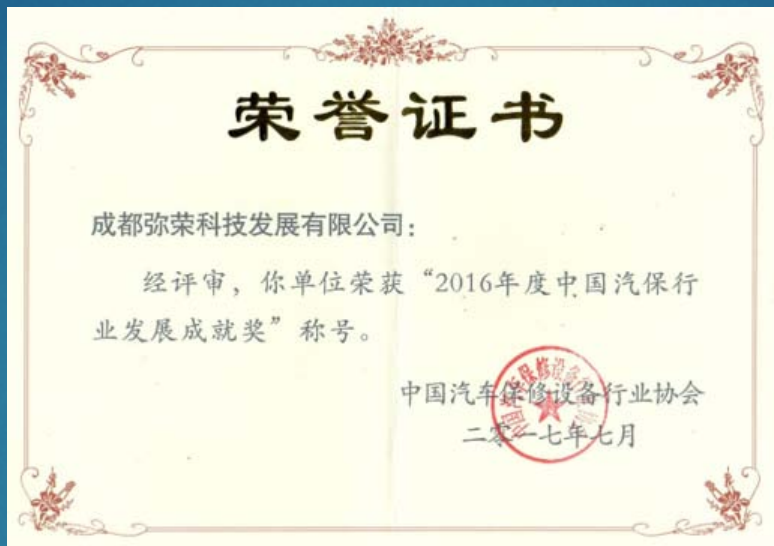 荣誉证书
成都弥荣科技发展有限公司：
经评审，你单位荣获“2016年度中国汽保行
业发展成就奖”称号。
中国汽车保修设备行业协会
二零一七年七月